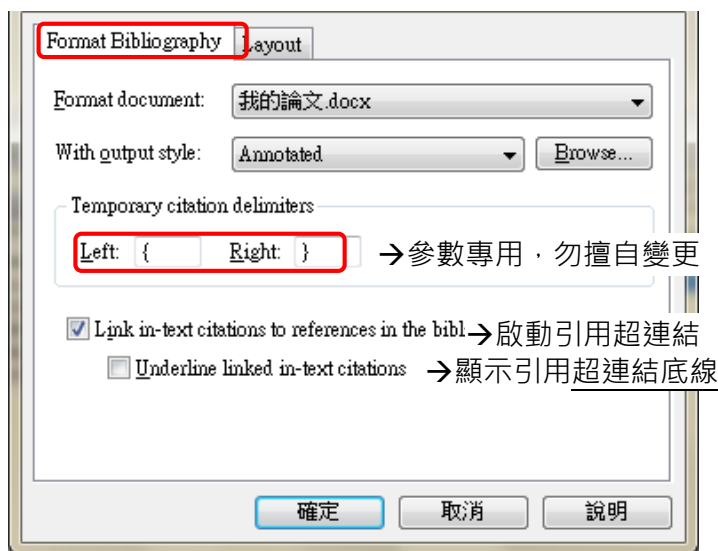 Format Bibliography Layout
Format document: 我的論文.docx
With output style: Annotated Browse...
Temporary citation delimiters
Left: { Right: } →參數專用，勿擅自變更
Link in-text citations to references in the bibl→啟動引用超連結
Underline linked in-text citations →顯示引用超連結底線
確定 取消 說明